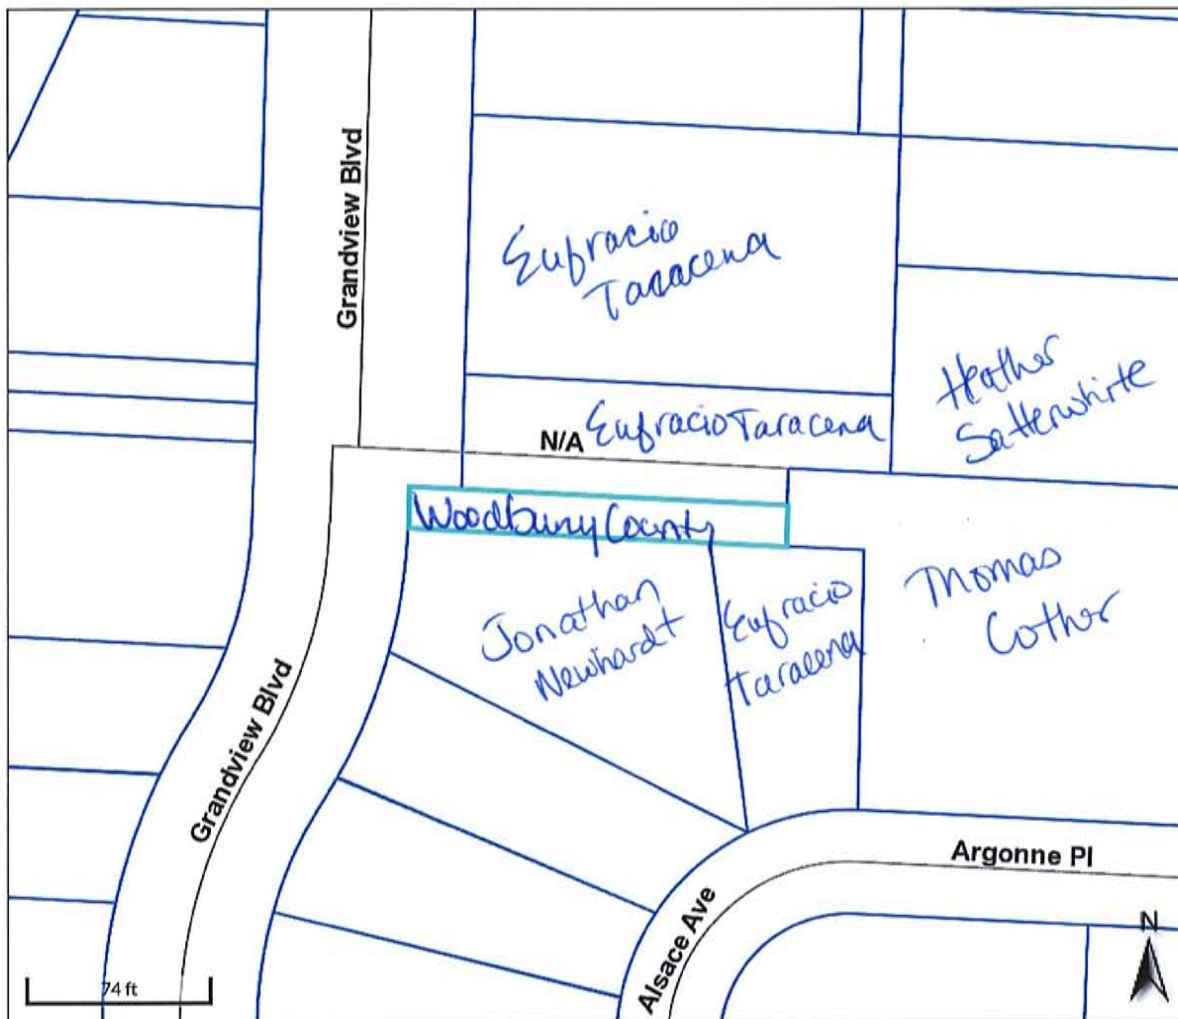 Grandview Blvd
Eufracio
Taracena
Heather
Satterwhirte
N/A
Eufracio Taracena
Woodbury County
Jonathan
Newhardt
Eufracio
Taracena
Thomas
Cother
Grandview Blvd
Argonne Pl
Alsace Ave
N
74 ft